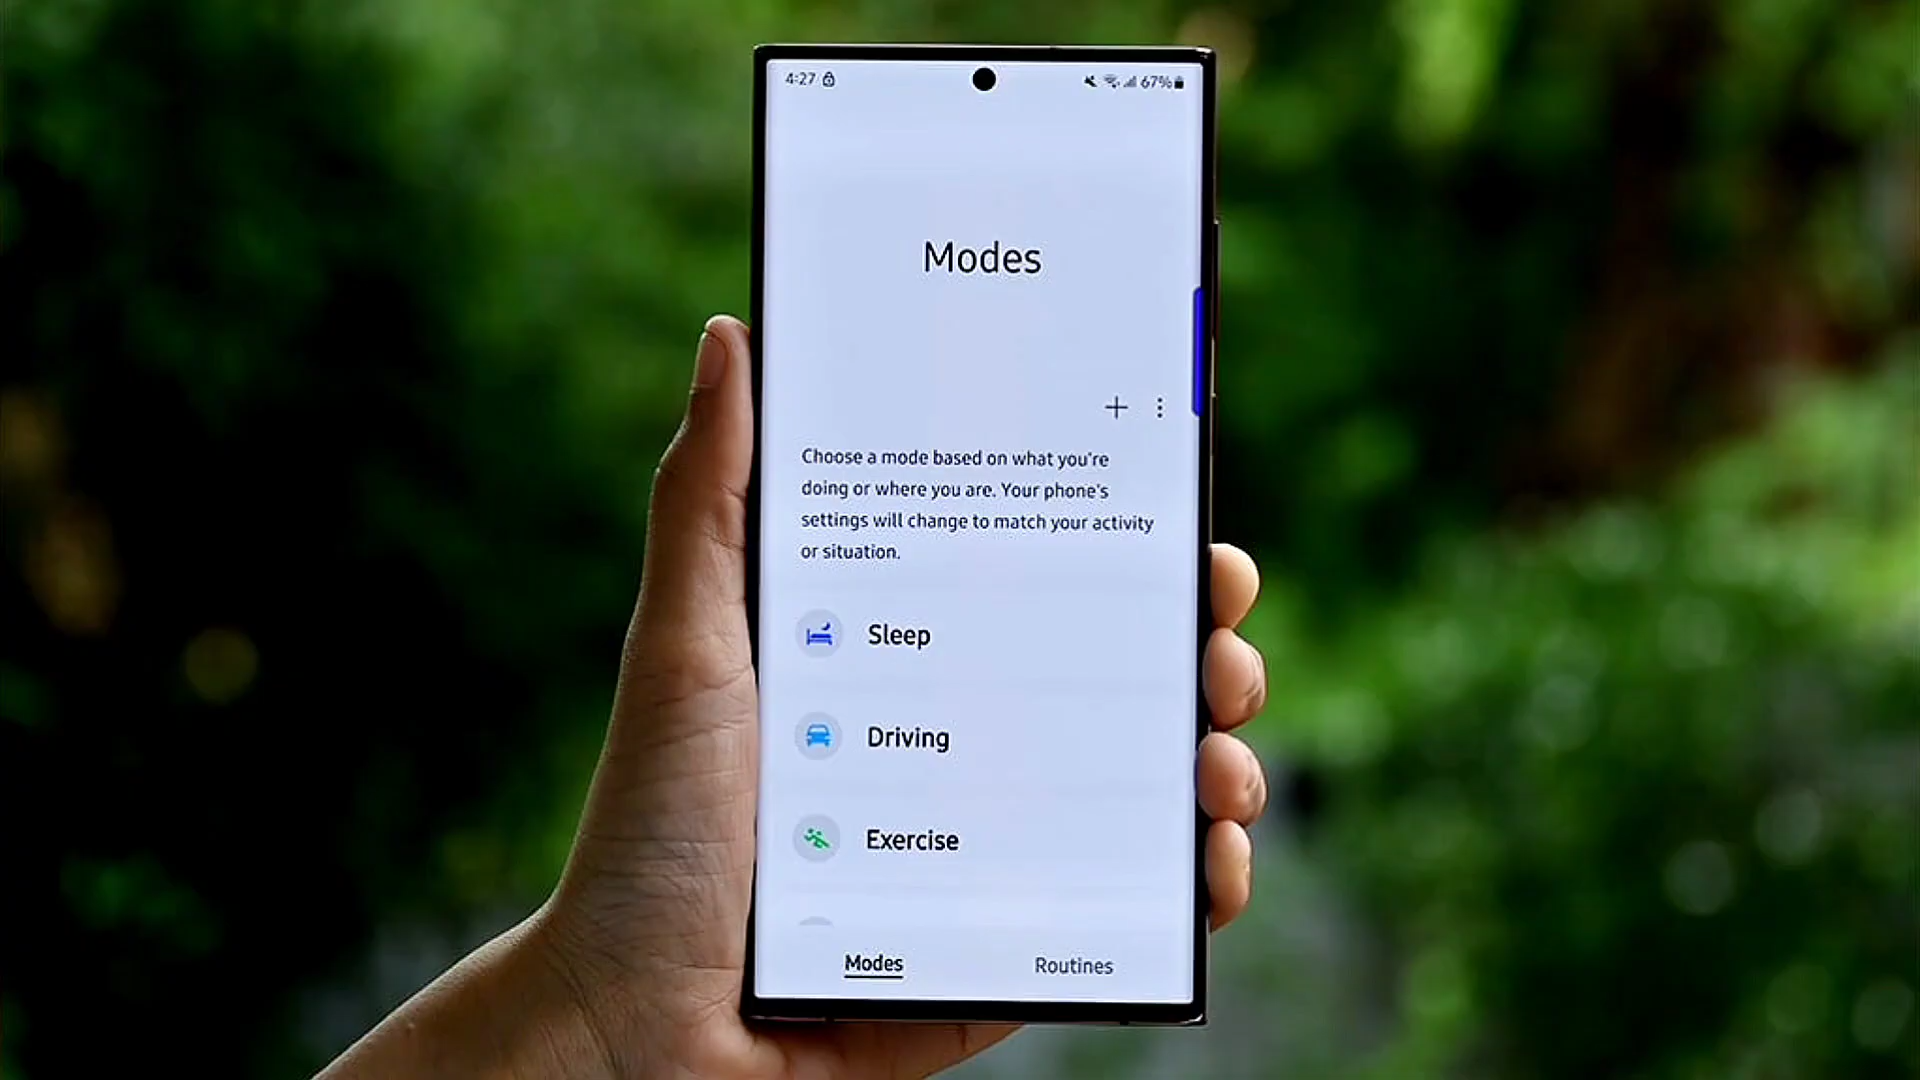 4:27
67%
Modes
Choose a mode based on what you're
doing or where you are. Your phone's
settings will change to match your activity
or situation.
Sleep
Driving
Exercise
Modes Routines